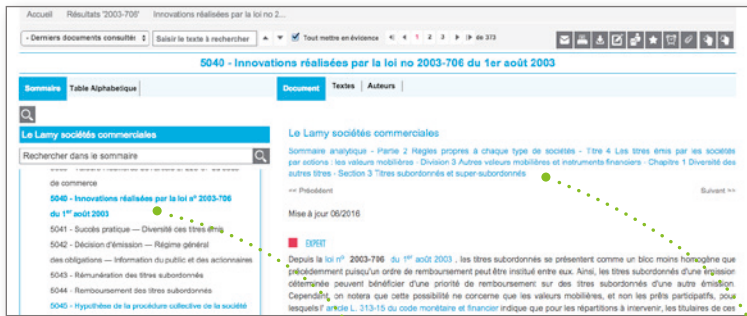 Accueil Résultats '2003-706' Innovations réalisées par la loi no 2...
- Derniers documents consultés Saisir le texte à rechercher Tout mettre en évidence 1 2 3 de 373
5040 - Innovations réalisées par la loi no 2003-706 du 1er août 2003
Sommaire Table Alphabetique
Document Textes Auteurs
Le Lamy sociétés commerciales
Rechercher dans le sommaire
de commerce
5040 - Innovations réalisées par la loi n° 2003-706
du 1er août 2003
5041 - Succès pratique — Diversité des titres émis
5042 - Décision d'émission — Régime général
des obligations — Information du public et des actionnaires
5043 - Rémunération des titres subordonnés
5044 - Remboursement des titres subordonnés
5045 - Hypothèse de la procédure collective de la société
Le Lamy sociétés commerciales
Sommaire analytique - Partie 2 Règles propres à chaque type de sociétés - Titre 4 Les titres émis par les sociétés
par actions : les valeurs mobilières - Division 3 Autres valeurs mobilières et instruments financiers - Chapitre 1 Diversité des
autres titres - Section 3 Titres subordonnés et super-subordonnés
<< Précédent Suivant >>
Mise à jour 06/2016
EXPERT
Depuis la loi n° 2003-706 du 1er août 2003 , les titres subordonnés se présentent comme un bloc moins homogène que
précédemment puisqu'un ordre de remboursement peut être institué entre eux. Ainsi, les titres subordonnés d'une émission
déterminée peuvent bénéficier d'une priorité de remboursement sur des titres subordonnés d'une autre émission.
Cependant, on notera que cette possibilité ne concerne que les valeurs mobilières, et non les prêts participatifs, pour
lesquels l' article L. 313-15 du code monétaire et financier indique que pour les répartitions à intervenir, les titulaires de ces